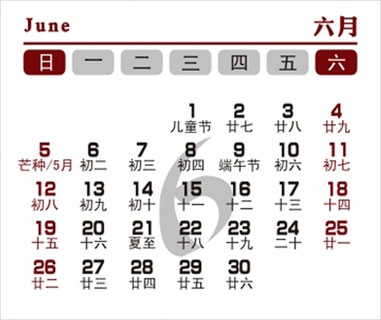 June 六月
日 一 二 三 四 五 六
1 2 3 4
儿童节 廿七 廿八 廿九
5 6 7 8 9 10 11
芒种/5月 初二 初三 初四 端午节 初六 初七
12 13 14 15 16 17 18
初八 初九 初十 十一 十二 十三 十四
19 20 21 22 23 24 25
十五 十六 夏至 十八 十九 二十 廿一
26 27 28 29 30
廿二 廿三 廿四 廿五 廿六
6